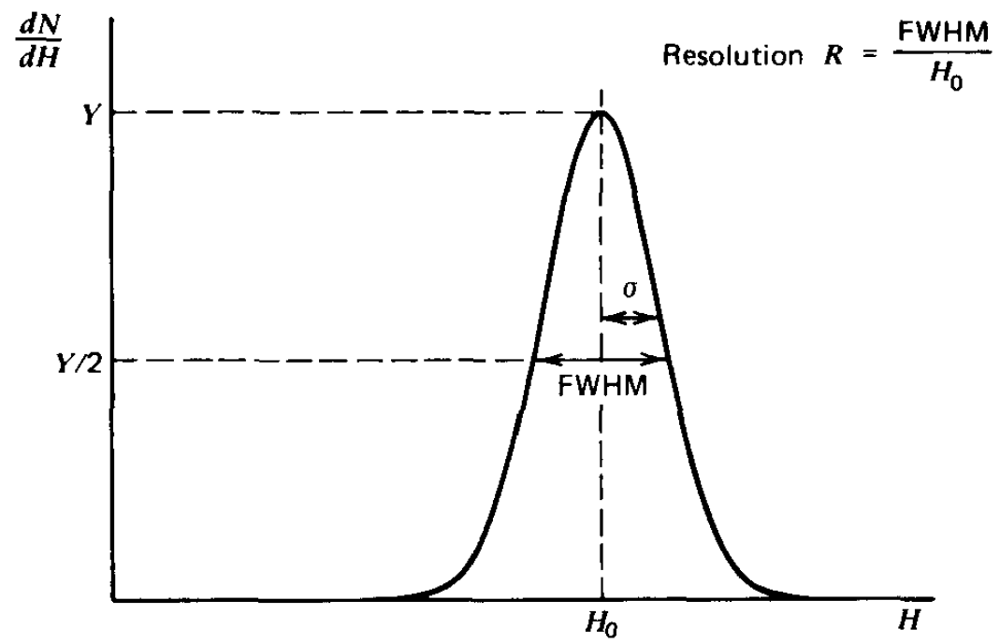 dN
dH
Resolution R = FWHM
H₀
Y
σ
Y/2
FWHM
H₀
H